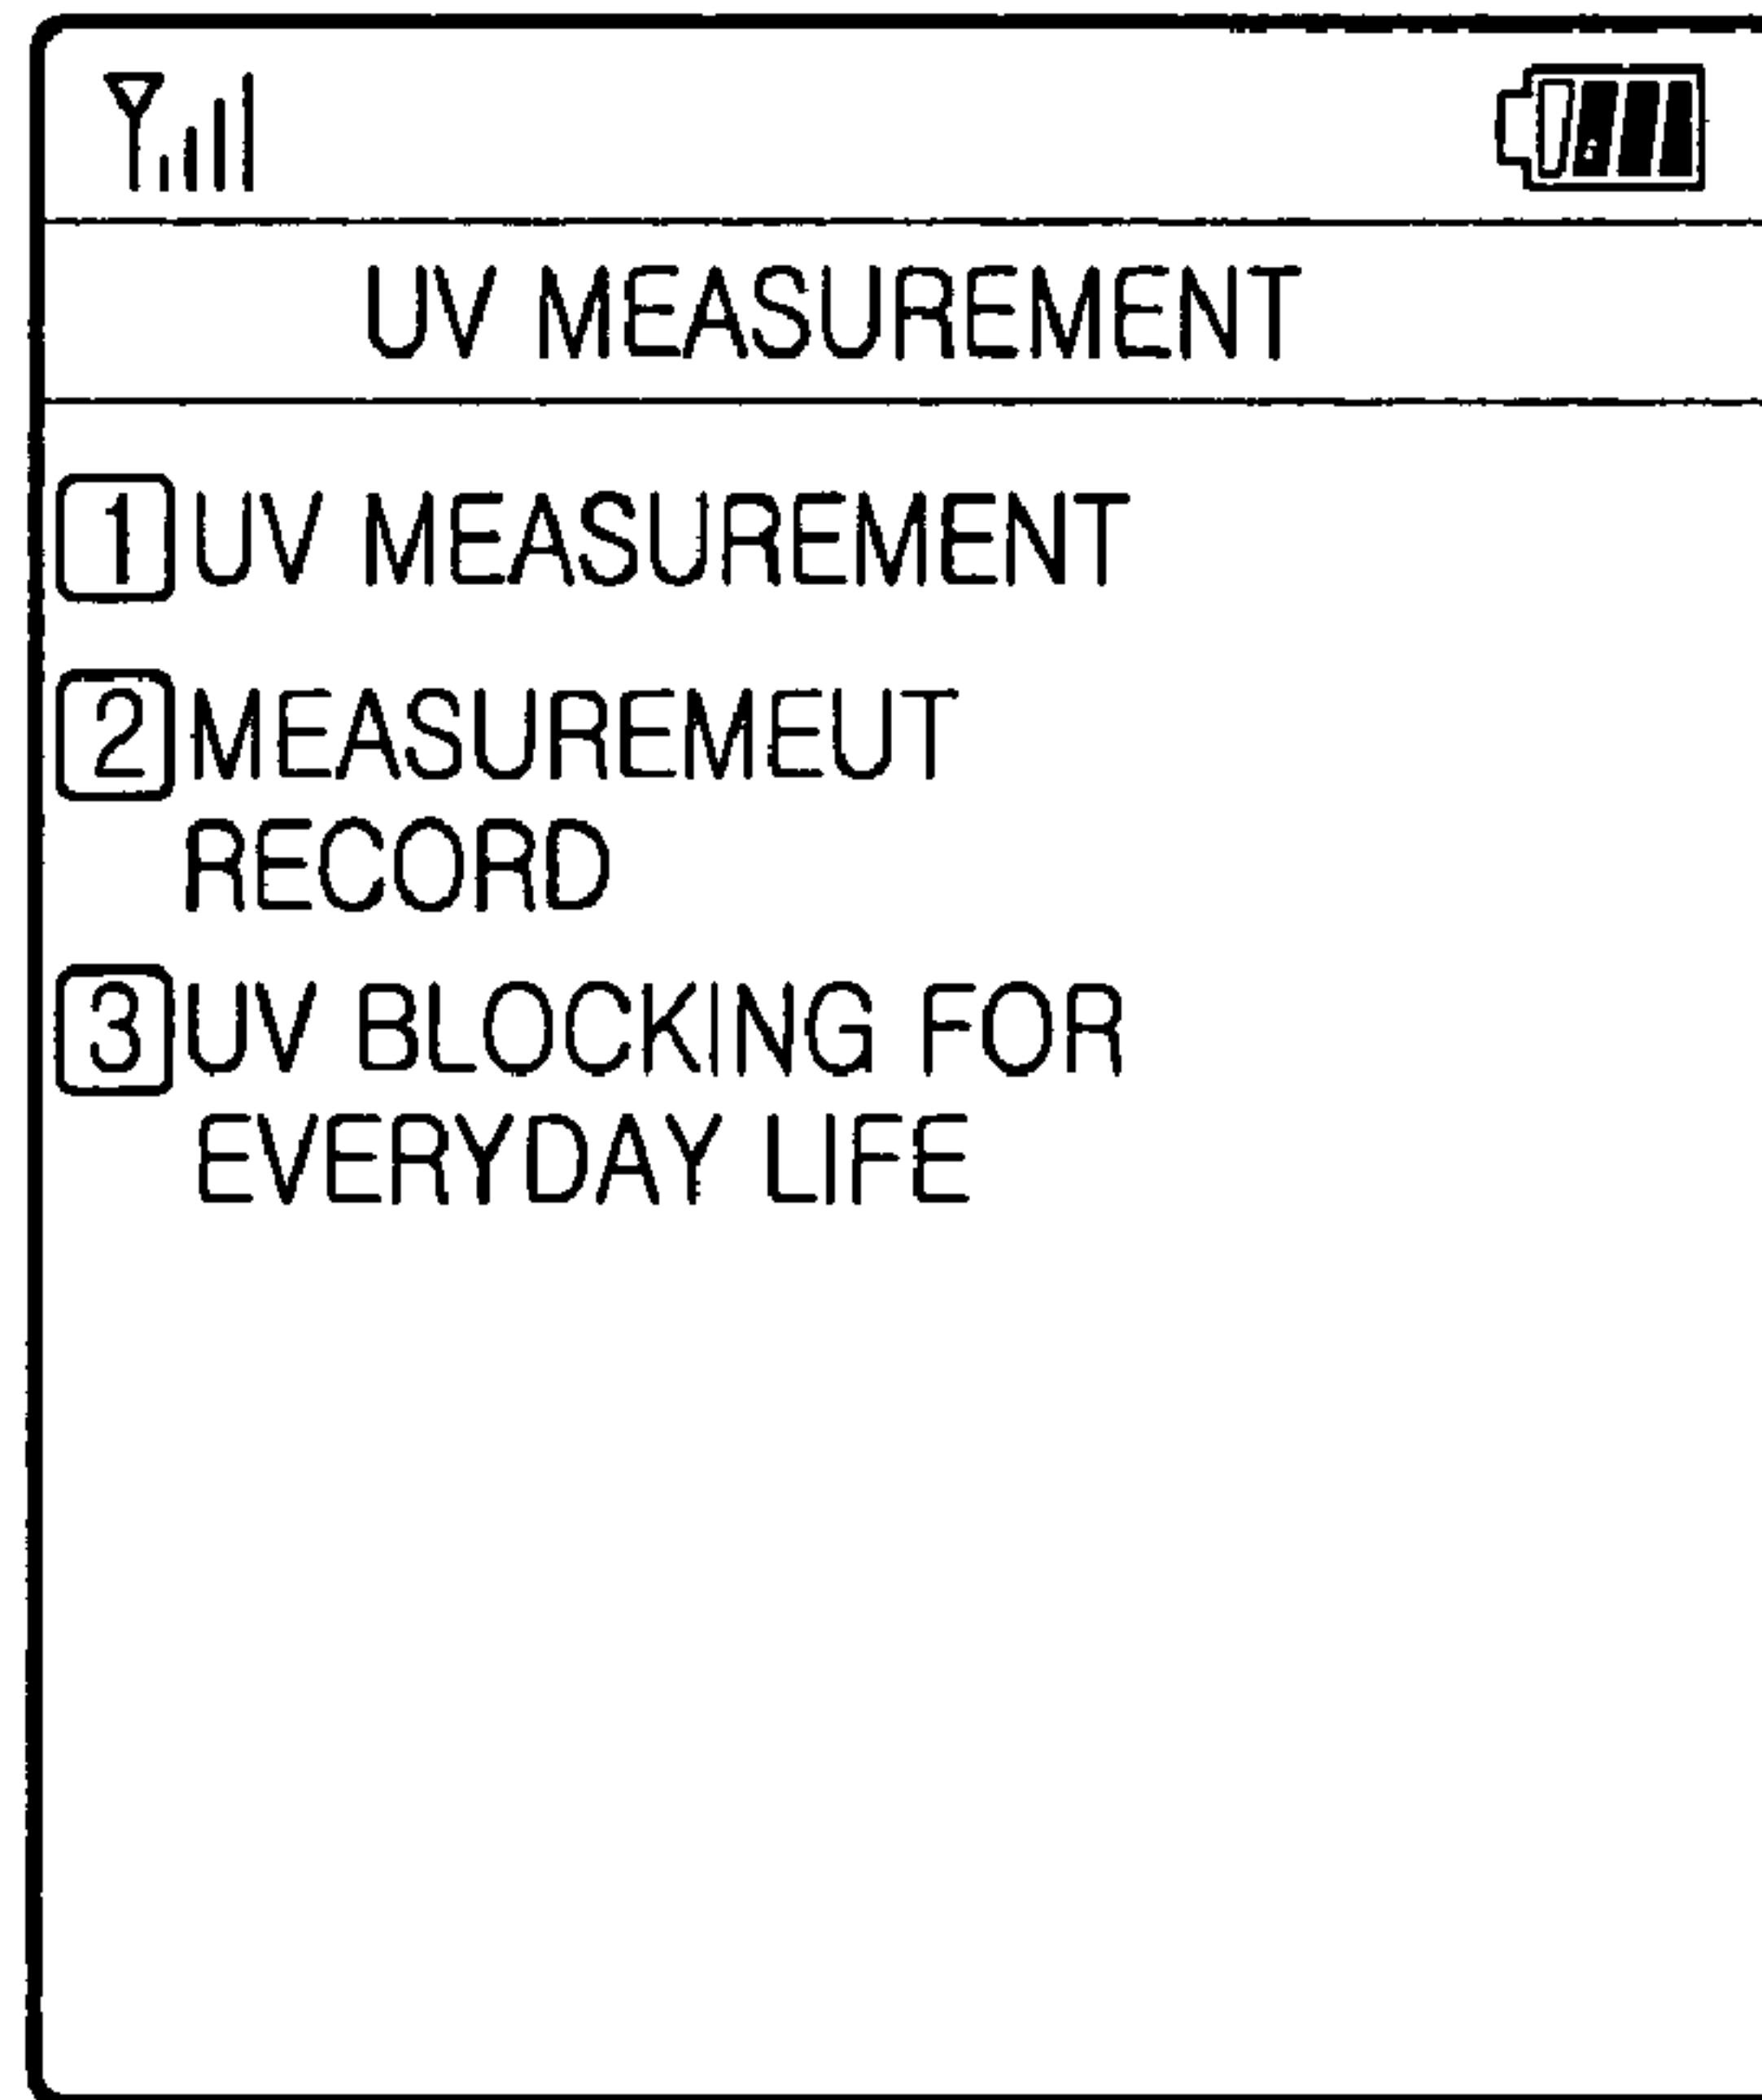 UV MEASUREMENT
1 UV MEASUREMENT
2 MEASUREMEUT
RECORD
3 UV BLOCKING FOR
EVERYDAY LIFE